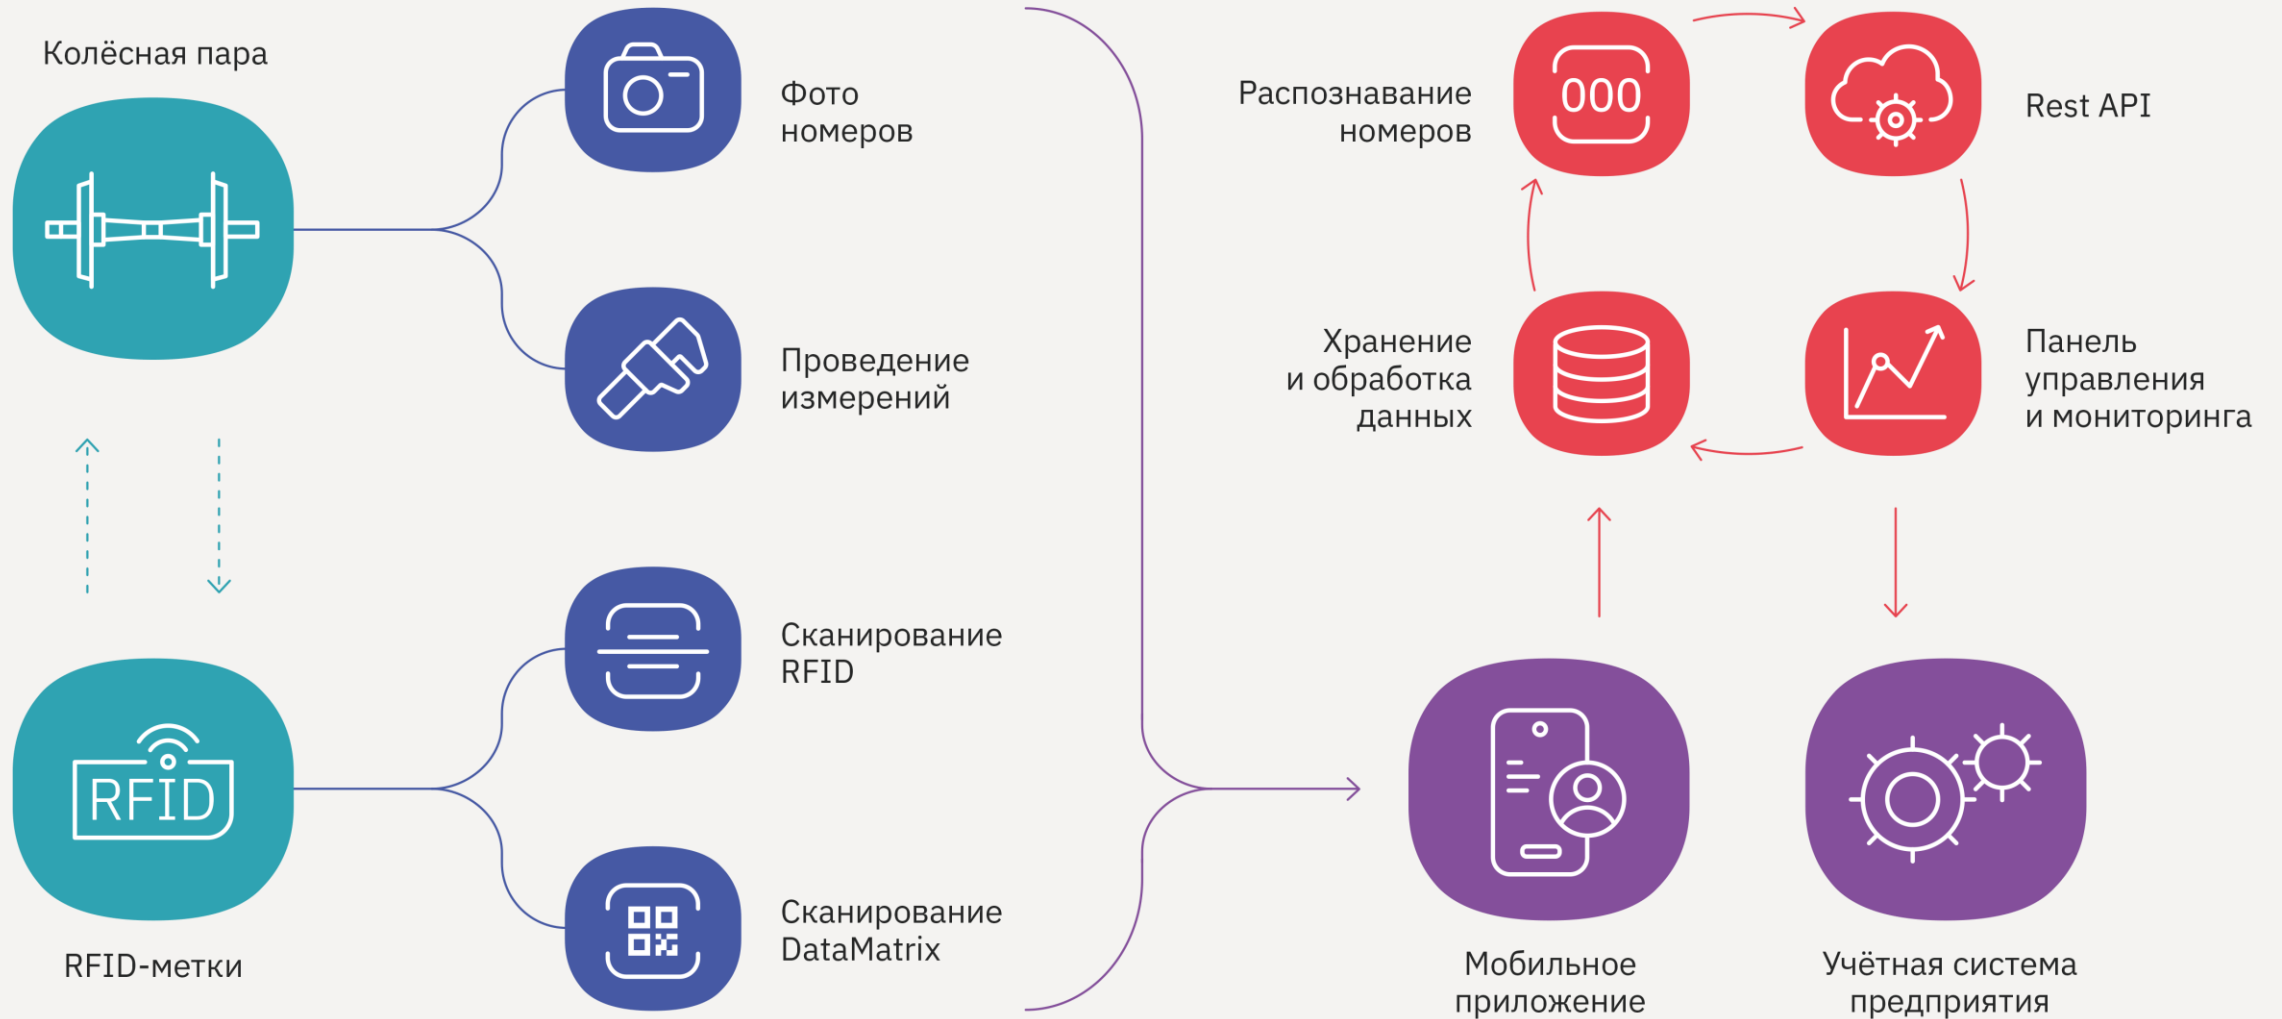 Колёсная пара
Фото
номеров
Проведение
измерений
RFID
RFID-метки
Сканирование
RFID
Сканирование
DataMatrix
Распознавание
номеров
000
Rest API
Хранение
и обработка
данных
Панель
управления
и мониторинга
Мобильное
приложение
Учётная система
предприятия